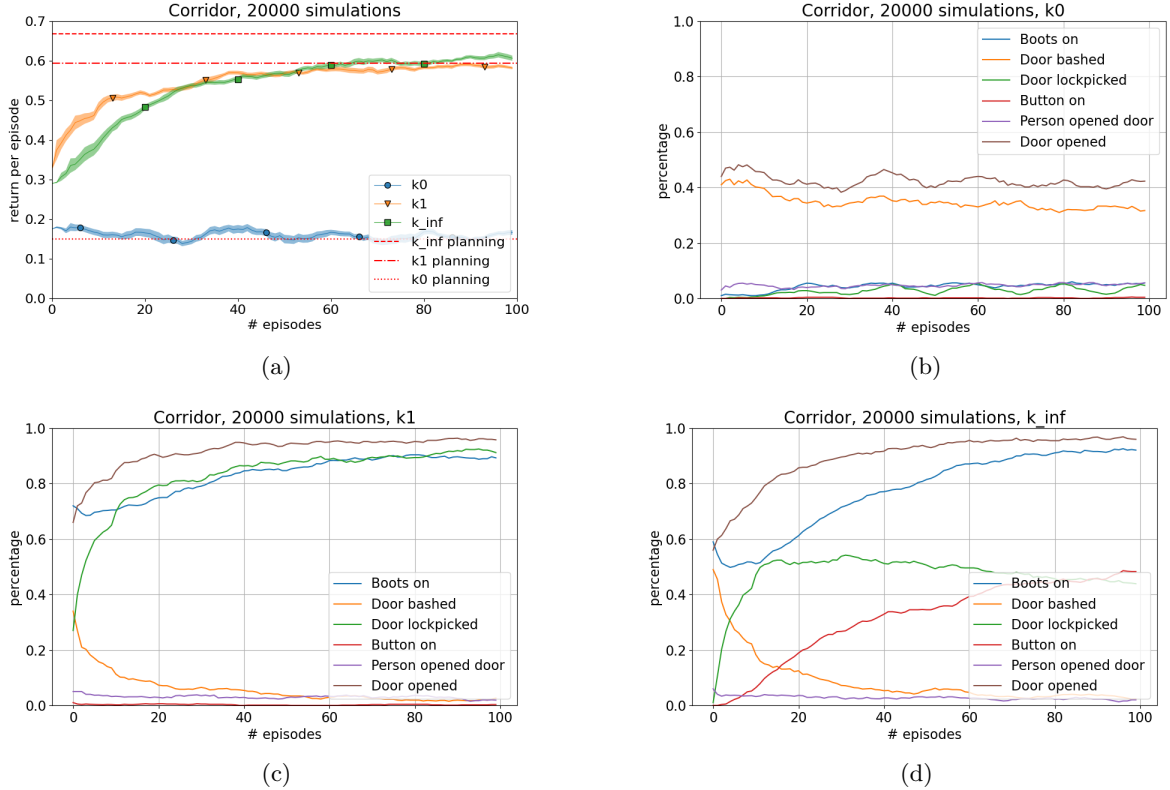 Corridor, 20000 simulations
return per episode
0.7
0.6
0.5
0.4
0.3
0.2
0.1
0.0
0 20 40 60 80 100
# episodes
k0
k1
k_inf
k_inf planning
k1 planning
k0 planning
(a)
Corridor, 20000 simulations, k0
percentage
1.0
0.8
0.6
0.4
0.2
0.0
0 20 40 60 80 100
# episodes
Boots on
Door bashed
Door lockpicked
Button on
Person opened door
Door opened
(b)
Corridor, 20000 simulations, k1
percentage
1.0
0.8
0.6
0.4
0.2
0.0
0 20 40 60 80 100
# episodes
Boots on
Door bashed
Door lockpicked
Button on
Person opened door
Door opened
(c)
Corridor, 20000 simulations, k_inf
percentage
1.0
0.8
0.6
0.4
0.2
0.0
0 20 40 60 80 100
# episodes
Boots on
Door bashed
Door lockpicked
Button on
Person opened door
Door opened
(d)